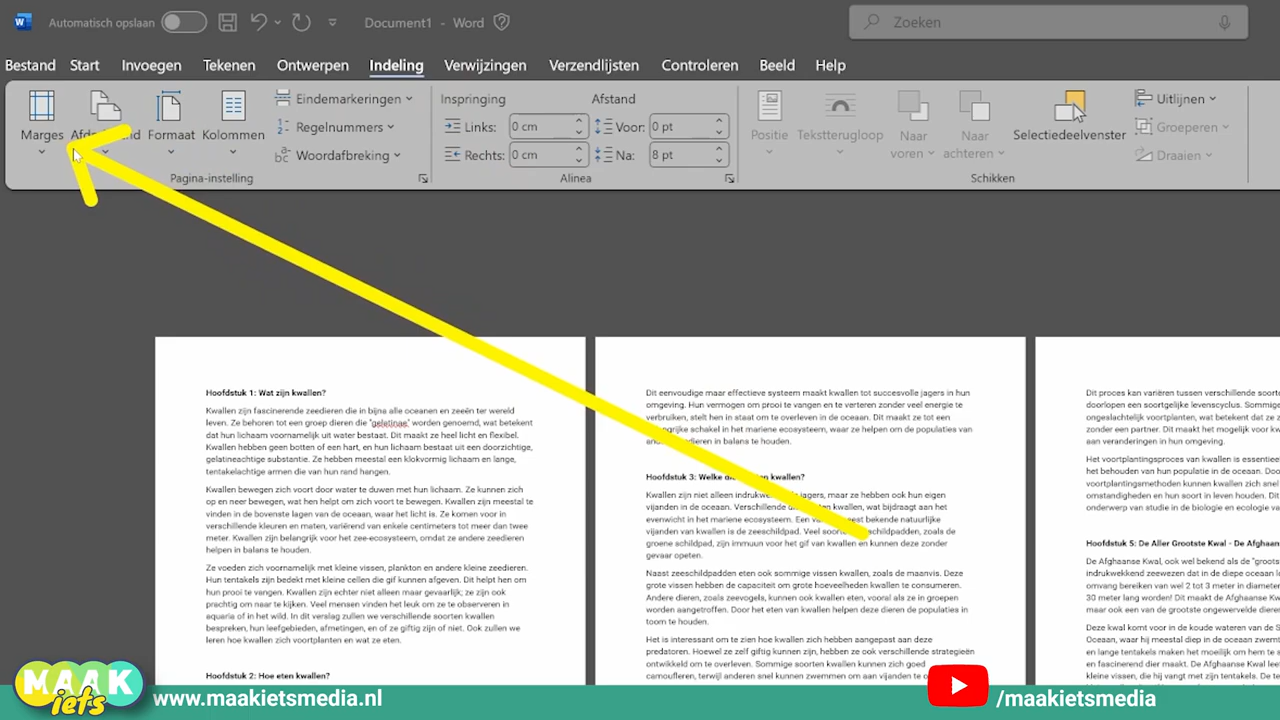 Automatisch opslaan
Document1 - Word
Zoeken
Bestand Start Invoegen Tekenen Ontwerpen Indeling Verwijzingen Verzendlijsten Controleren Beeld Help
Marges
Formaat
Kolommen
Eindemarkeringen
Regelnummers
Woordafbreking
Pagina-instelling
Inspringing
Links: 0 cm
Rechts: 0 cm
Afstand
Voor: 0 pt
Na: 8 pt
Alinea
Positie
Tekstterugloop
Naar voren
Naar achteren
Selectiedeelvenster
Uitlijnen
Groeperen
Draaien
Schikken
Hoofdstuk 1: Wat zijn kwallen?
Kwallen zijn fascinerende zeedieren die in bijna alle oceanen en zeeën ter wereld
leven. Ze behoren tot een groep dieren die "gelatinae" worden genoemd, wat betekent
dat hun lichaam voornamelijk uit water bestaat. Dit maakt ze heel licht en flexibel.
Kwallen hebben geen botten of een hart, en hun lichaam bestaat uit een doorzichtige,
gelatineachtige substantie. Ze hebben meestal een klokvormig lichaam en lange,
tentakelachtige armen die van hun rand hangen.
Kwallen bewegen zich voort door water te duwen met hun lichaam. Ze kunnen zich
op en neer bewegen, wat hen helpt om zich voort te bewegen. Kwallen zijn meestal te
vinden in de bovenste lagen van de oceaan, waar het licht is. Ze komen voor in
verschillende kleuren en maten, variërend van enkele centimeters tot meer dan twee
meter. Kwallen zijn belangrijk voor het zee-ecosysteem, omdat ze andere zeedieren
helpen in balans te houden.
Ze voeden zich voornamelijk met kleine vissen, plankton en andere kleine zeedieren.
Hun tentakels zijn bedekt met kleine cellen die gif kunnen afgeven. Dit helpt hen om
hun prooi te vangen. Kwallen zijn echter niet alleen maar gevaarlijk; ze zijn ook
prachtig om naar te kijken. Veel mensen vinden het leuk om ze te observeren in
aquaria of in het wild. In dit verslag zullen we verschillende soorten kwallen
bespreken, hun leefgebieden, afmetingen, en of ze giftig zijn of niet. Ook zullen we
leren hoe kwallen zich voortplanten en wat ze eten.
Hoofdstuk 2: Hoe eten kwallen?
Dit eenvoudige maar effectieve systeem maakt kwallen tot succesvolle jagers in hun
omgeving. Hun vermogen om prooi te vangen en te verteren zonder veel energie te
verbruiken, stelt hen in staat om te overleven in de oceaan. Dit maakt ze tot een
schakel in het mariene ecosysteem, waar ze helpen om de populaties van
zeedieren in balans te houden.
Hoofdstuk 3: Welke kwallen?
Kwallen zijn niet alleen jagers, maar ze hebben ook hun eigen
vijanden in de oceaan. Verschillende kwallen, wat bijdraagt aan het
evenwicht in het mariene ecosysteem. Een van de meest bekende natuurlijke
vijanden van kwallen is de zeeschildpad. Veel schildpadden, zoals de
groene schildpad, zijn immuun voor het gif van kwallen en kunnen deze zonder
gevaar opeten.
Naast zeeschildpadden eten ook sommige vissen kwallen, zoals de maanvis. Deze
grote vissen hebben de capaciteit om grote hoeveelheden kwallen te consumeren.
Andere dieren, zoals zeevogels, kunnen ook kwallen eten, vooral als ze in groepen
worden aangetroffen. Door het eten van kwallen helpen deze dieren de populaties in
toom te houden.
Het is interessant om te zien hoe kwallen zich hebben aangepast aan deze
predatoren. Hoewel ze zelf giftig kunnen zijn, hebben ze ook verschillende strategieën
ontwikkeld om te overleven. Sommige soorten kwallen kunnen zich goed
camoufleren, terwijl anderen snel kunnen zwemmen om aan vijanden te
Dit proces kan variëren tussen verschillende
doorlopen een soortgelijke levenscyclus.
ongeslachtelijk voortplanten, wat betekent dat ze
zonder een partner. Dit maakt het mogelijk voor
aan veranderingen in hun omgeving.
Het voortplantingsproces van kwallen is
het behouden van hun populatie in de oceaan.
voortplantingsmethoden kunnen kwallen zich snel
omstandigheden en hun soort in leven houden. Dit
onderwerp van studie in de biologie en ecologie
Hoofdstuk 5: De Aller Grootste Kwal - De
De Afghaanse Kwal, ook wel bekend als de
indrukwekkend zeewezen dat in de diepe oceaan
omvang bereiken van wel 2 tot 3 meter in
30 meter lang worden! Dit maakt het niet
maar ook een van de grootste ongewervelde
Deze kwal komt voor in de koude wateren van de
Oceaan, waar hij meestal diep in de oceaan
en lange tentakels maken het moeilijk om hem te
en fascinerend dier maakt. De Afghaanse Kwal
kleine vissen, die hij vangt met zijn tentakels.
MAAK
iets
www.maakietsmedia.nl
/maakietsmedia